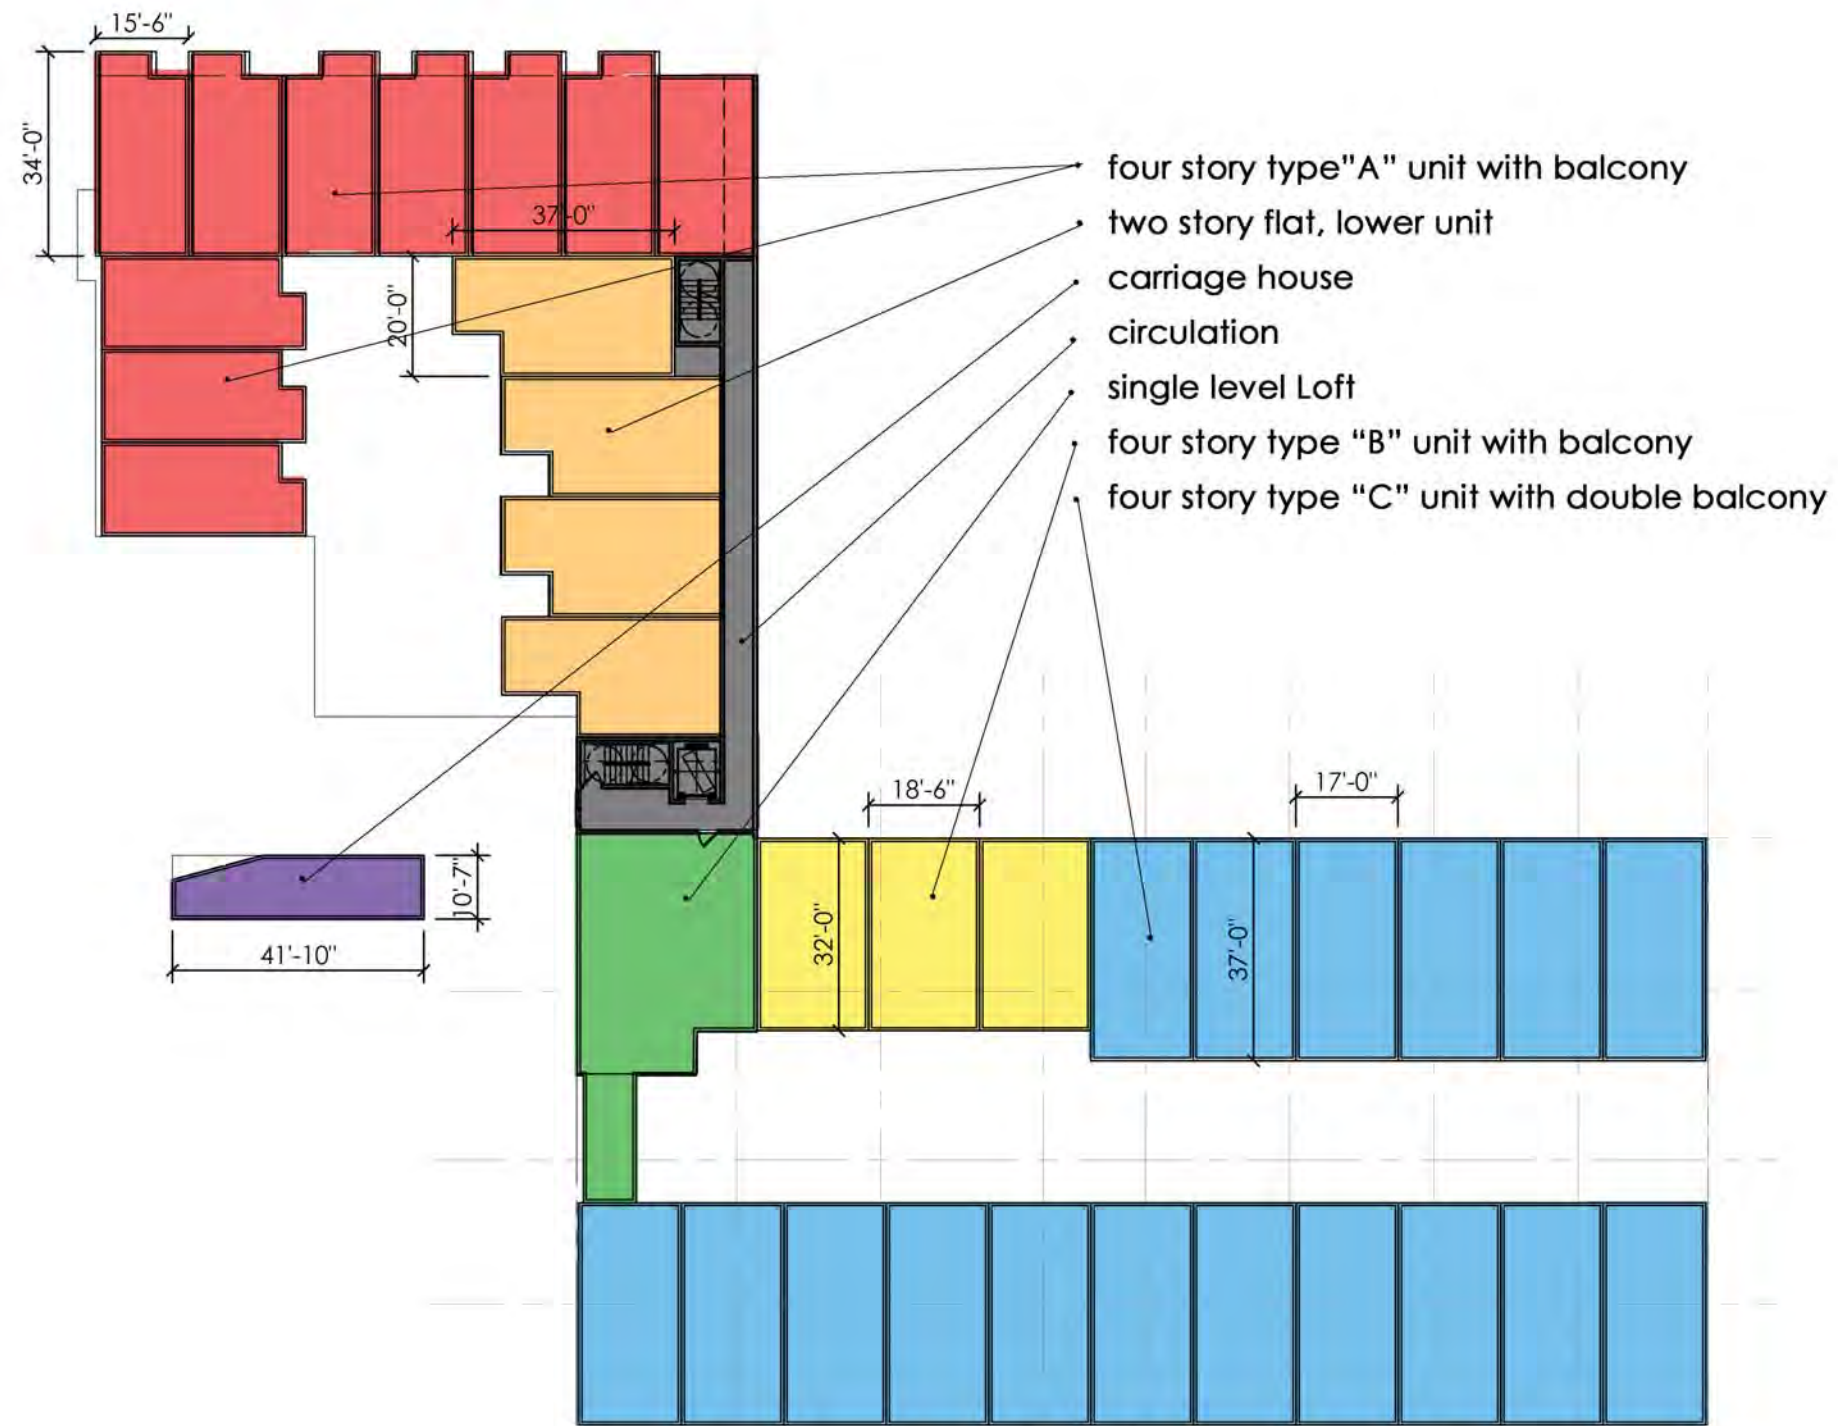 15'-6"
34'-0"
four story type"A" unit with balcony
37'-0"
two story flat, lower unit
carriage house
20'-0"
circulation
single level Loft
four story type “B” unit with balcony
four story type “C” unit with double balcony
18'-6"
17'-0"
10'-7"
32'-0"
37'-0"
41'-10"